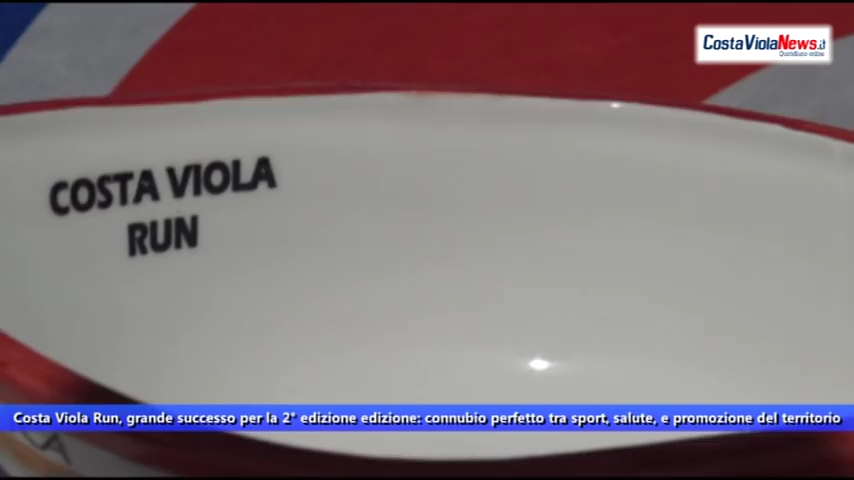 CostaViolaNews.it
Quotidiano online
COSTA VIOLA
RUN
Costa Viola Run, grande successo per la 2° edizione edizione: connubio perfetto tra sport, salute, e promozione del territorio